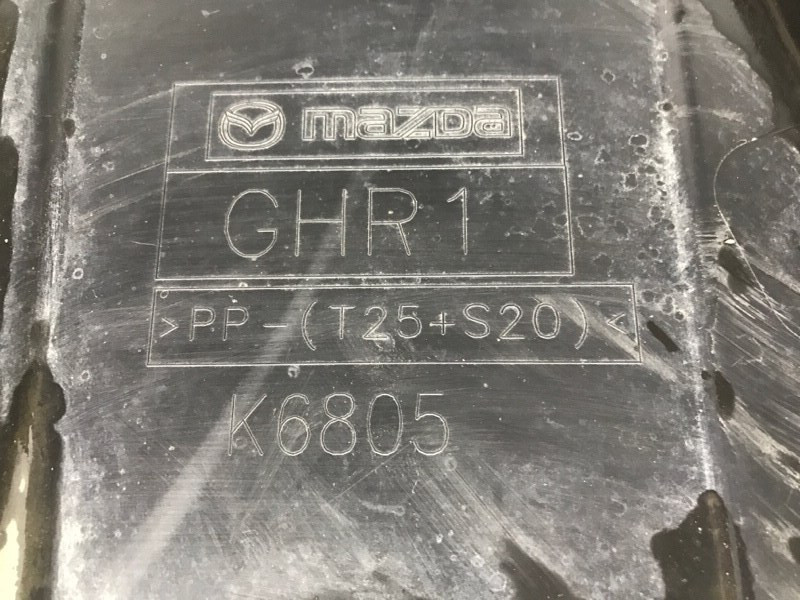 mazda
GHR1
>PP-(T25+S20)<
K6805